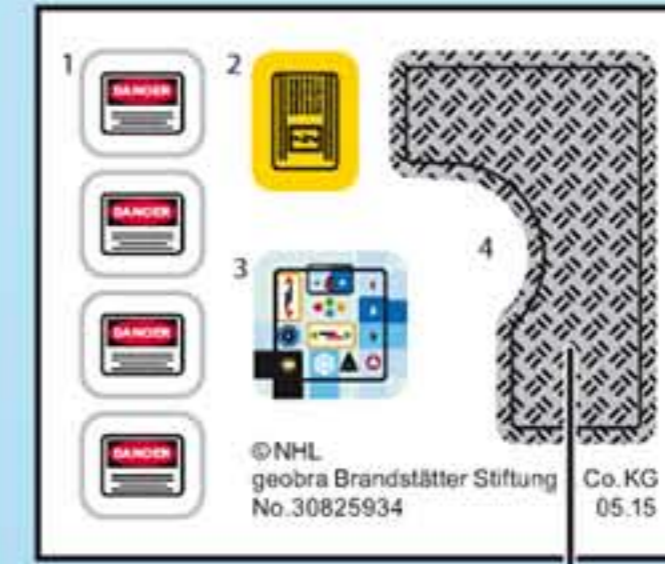 1
2
DANGER
DANGER
3
4
DANGER
DANGER
©NHL
geobra Brandstätter Stiftung Co. KG
No.30825934 05.15